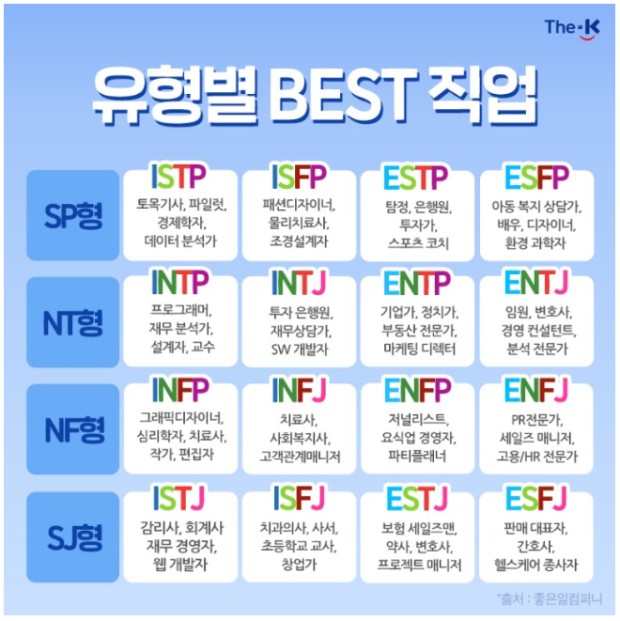 The-K
유형별 BEST 직업
SP형
ISTP
토목기사, 파일럿,
경제학자,
데이터 분석가
ISFP
패션디자이너,
물리치료사,
조경설계자
ESTP
탐정, 은행원,
투자가,
스포츠 코치
ESFP
아동 복지 상담가,
배우, 디자이너,
환경 과학자
NT형
INTP
프로그래머,
재무 분석가,
설계자, 교수
INTJ
투자 은행원,
재무상담가,
SW 개발자
ENTP
기업가, 정치가,
부동산 전문가,
마케팅 디렉터
ENTJ
임원, 변호사,
경영 컨설턴트,
분석 전문가
NF형
INFP
그래픽디자이너,
심리학자, 치료사,
작가, 편집자
INFJ
치료사,
사회복지사,
고객관계매니저
ENFP
저널리스트,
요식업 경영자,
파티플래너
ENFJ
PR전문가,
세일즈 매니저,
고용/HR 전문가
SJ형
ISTJ
감리사, 회계사
재무 경영자,
웹 개발자
ISFJ
치과의사, 사서,
초등학교 교사,
창업가
ESTJ
보험 세일즈맨,
약사, 변호사,
프로젝트 매니저
ESFJ
판매 대표자,
간호사,
헬스케어 종사자
*출처 : 좋은일컴퍼니